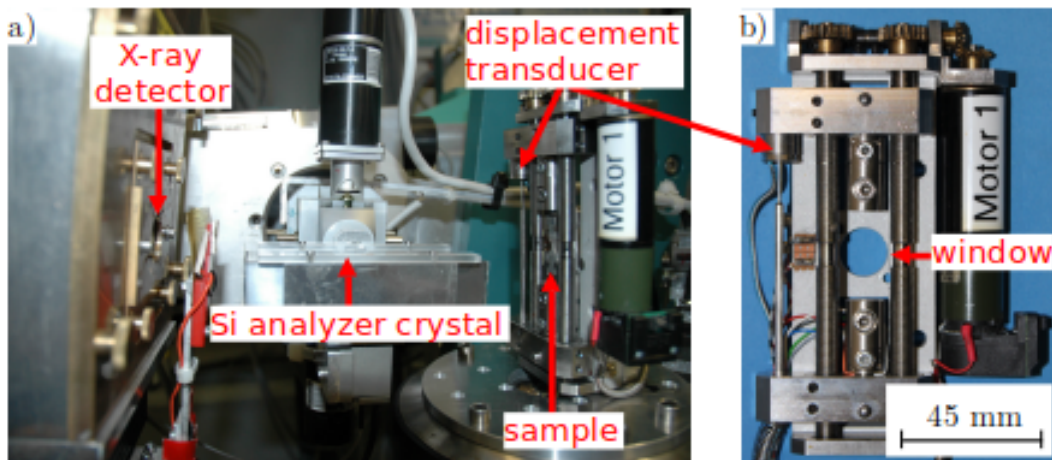 a)
X-ray
detector
displacement
transducer
Motor 1
Si analyzer crystal
sample
b)
Motor 1
window
45 mm